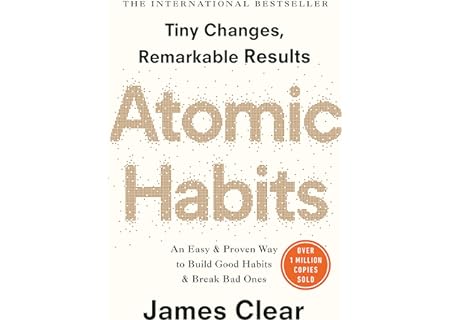 THE INTERNATIONAL BESTSELLER
Tiny Changes,
Remarkable Results
Atomic
Habits
An Easy & Proven Way
to Build Good Habits
& Break Bad Ones
OVER
1 MILLION
COPIES
SOLD
James Clear